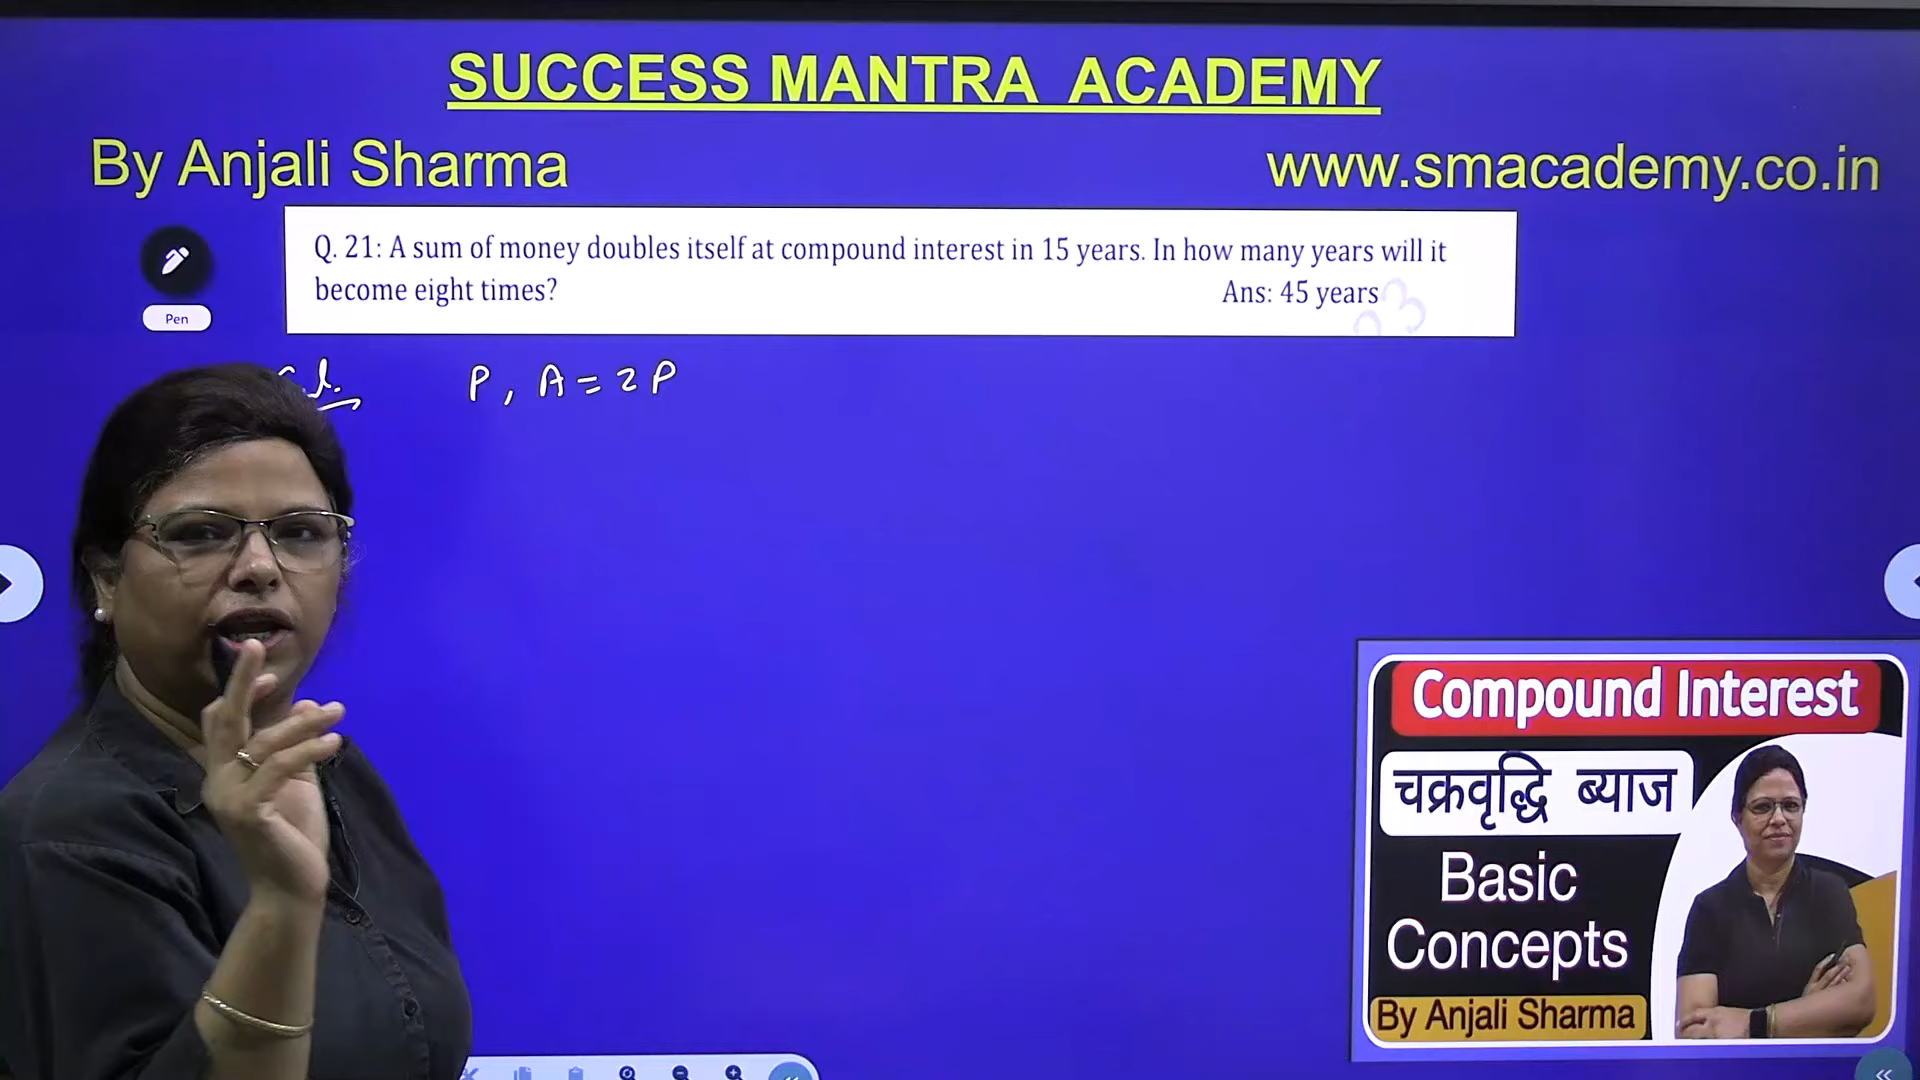 SUCCESS MANTRA ACADEMY
By Anjali Sharma
www.smacademy.co.in
Pen
Q. 21: A sum of money doubles itself at compound interest in 15 years. In how many years will it
become eight times?
Ans: 45 years
P, A = 2P
Compound Interest
चक्रवृद्धि ब्याज
Basic
Concepts
By Anjali Sharma